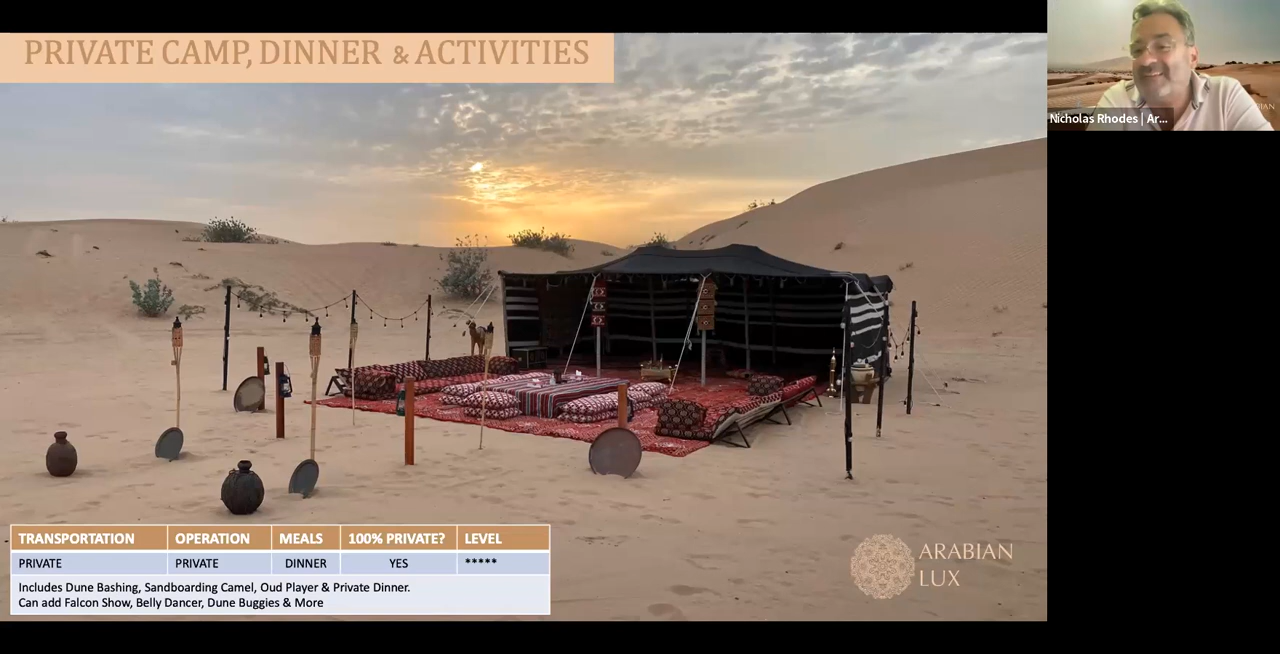 PRIVATE CAMP, DINNER & ACTIVITIES
Nicholas Rhodes | Ar...
TRANSPORTATION OPERATION MEALS 100% PRIVATE? LEVEL
PRIVATE PRIVATE DINNER YES *****
Includes Dune Bashing, Sandboarding Camel, Oud Player & Private Dinner.
Can add Falcon Show, Belly Dancer, Dune Buggies & More
ARABIAN
LUX